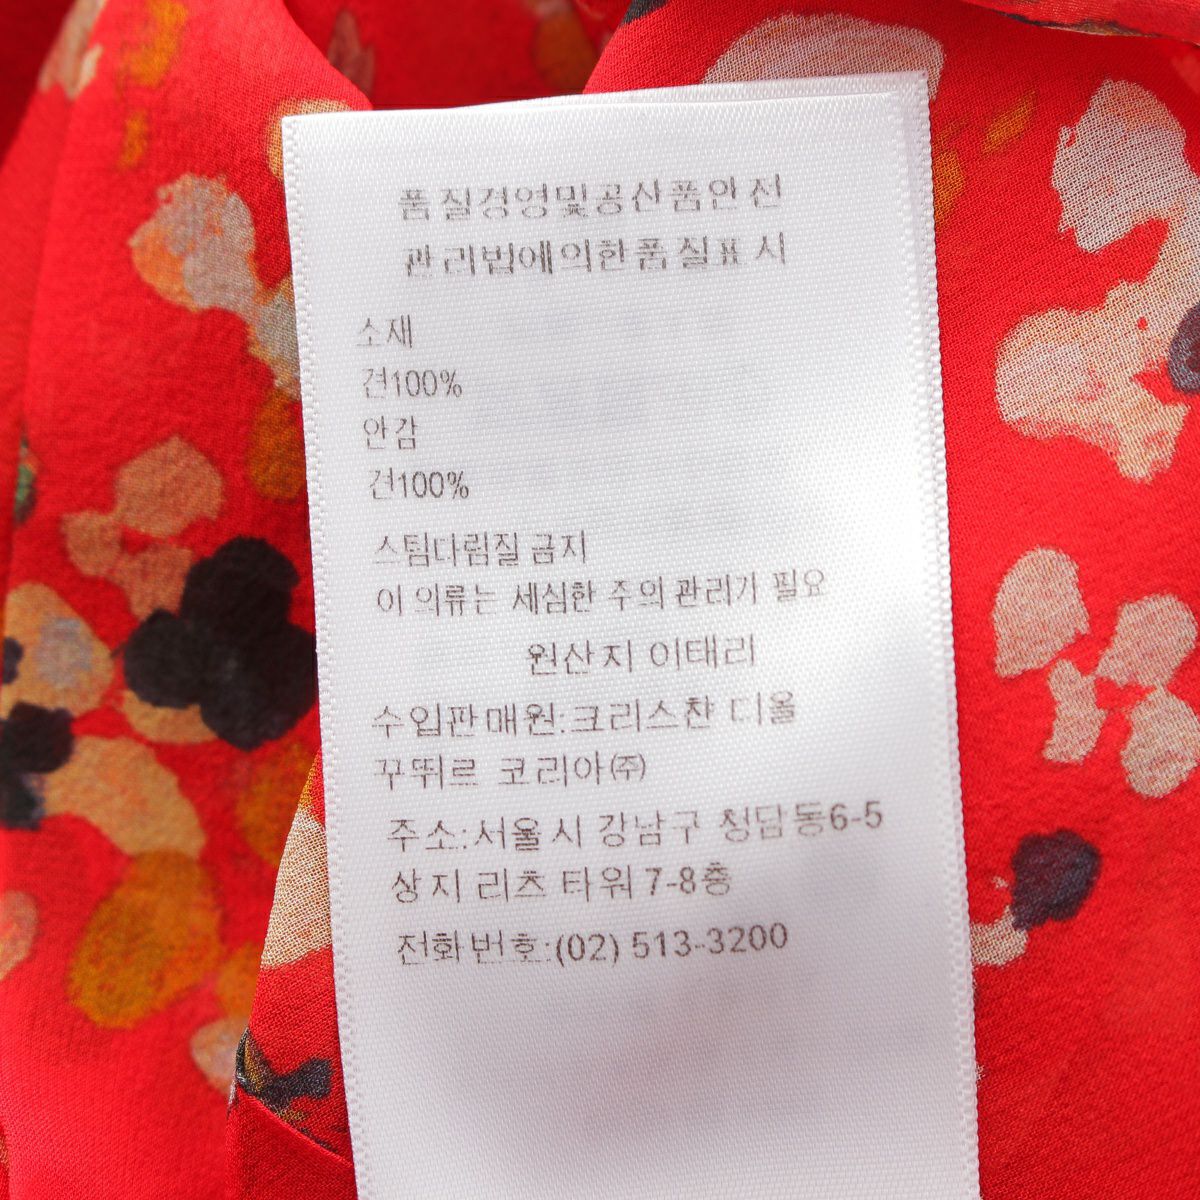 품질경영및공산품안전
관리법에의한품질표시
소재
견100%
안감
견100%
스팀다림질 금지
이 의류는 세심한 주의 관리가 필요
원산지 이태리
수입판매원:크리스챤 디올
꾸뛰르 코리아㈜
주소:서울시 강남구 청담동6-5
상지 리츠 타워 7-8층
전화번호:(02) 513-3200